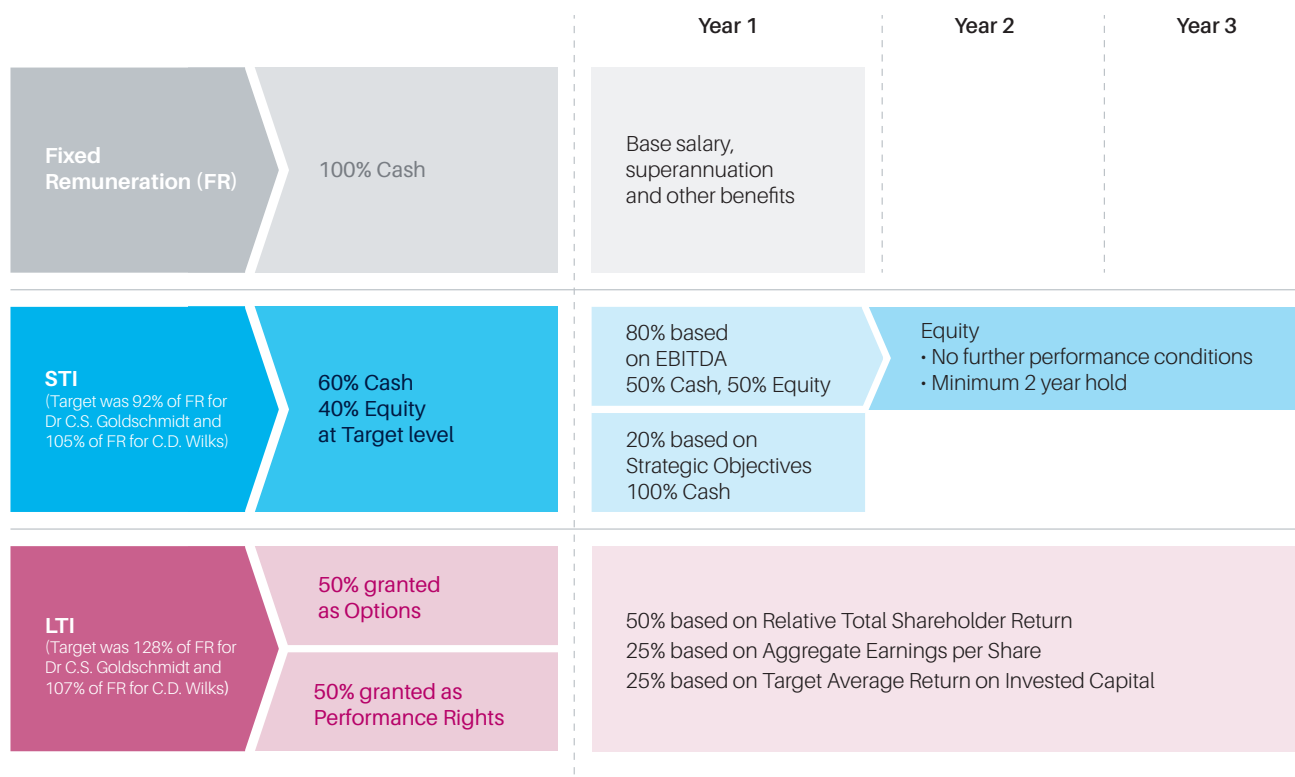 Year 1
Year 2
Year 3
Fixed
Remuneration (FR)
100% Cash
Base salary,
superannuation
and other benefits
STI
(Target was 92% of FR for
Dr C.S. Goldschmidt and
105% of FR for C.D. Wilks)
60% Cash
40% Equity
at Target level
80% based
on EBITDA
50% Cash, 50% Equity
Equity
• No further performance conditions
• Minimum 2 year hold
20% based on
Strategic Objectives
100% Cash
LTI
(Target was 128% of FR for
Dr C.S. Goldschmidt and
107% of FR for C.D. Wilks)
50% granted
as Options
50% granted as
Performance Rights
50% based on Relative Total Shareholder Return
25% based on Aggregate Earnings per Share
25% based on Target Average Return on Invested Capital